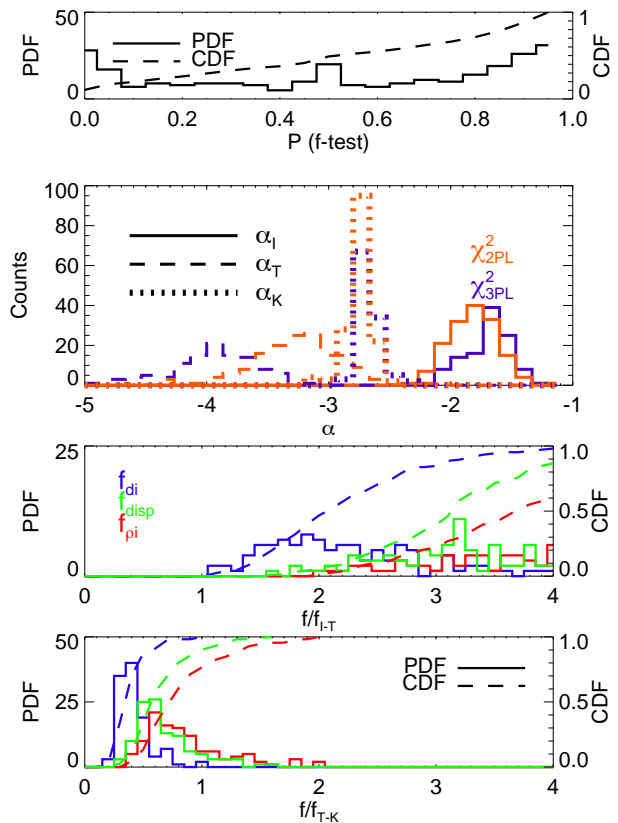 50
PDF
0
PDF
CDF
1
CDF
0
0.0 0.2 0.4 0.6 0.8 1.0
P (f-test)
100
80
60
40
20
0
Counts
α_I
α_T
α_K
χ²_2PL
χ²_3PL
-5 -4 -3 -2 -1
α
25
PDF
0
f_di
f_disp
f_ρi
1.0
0.5
0.0
CDF
0 1 2 3 4
f/f_I-T
50
25
0
PDF
PDF
CDF
1.0
0.5
0.0
CDF
0 1 2 3 4
f/f_T-K